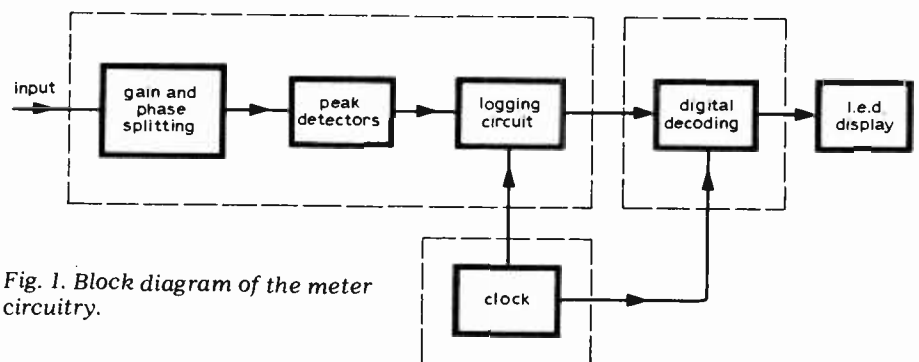 input
gain and
phase
splitting
peak
detectors
logging
circuit
digital
decoding
l.e.d
display
clock
Fig. 1. Block diagram of the meter
circuitry.